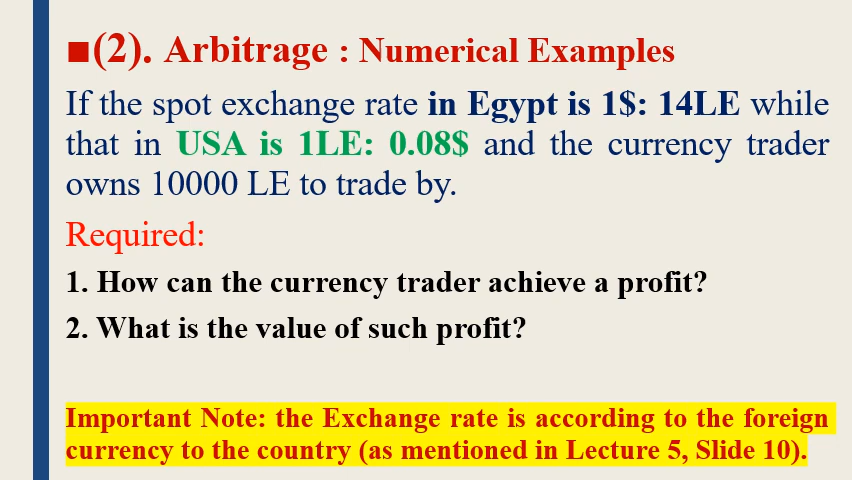 ■(2). Arbitrage : Numerical Examples
If the spot exchange rate in Egypt is 1$: 14LE while
that in USA is 1LE: 0.08$ and the currency trader
owns 10000 LE to trade by.
Required:
1. How can the currency trader achieve a profit?
2. What is the value of such profit?
Important Note: the Exchange rate is according to the foreign
currency to the country (as mentioned in Lecture 5, Slide 10).